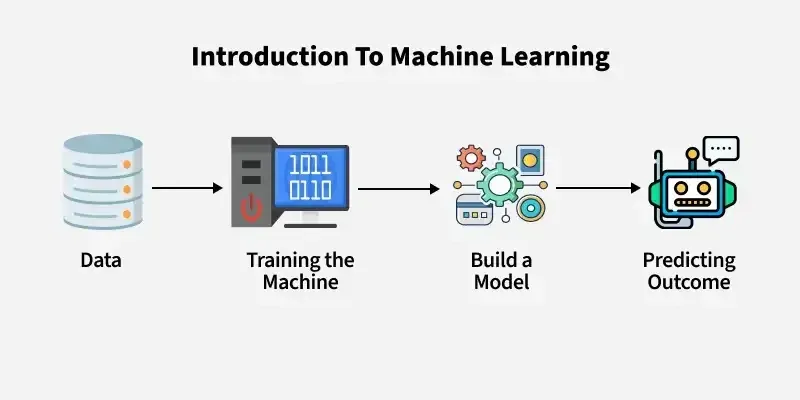 Introduction To Machine Learning
1011
0110
Data
Training the
Machine
Build a
Model
Predicting
Outcome